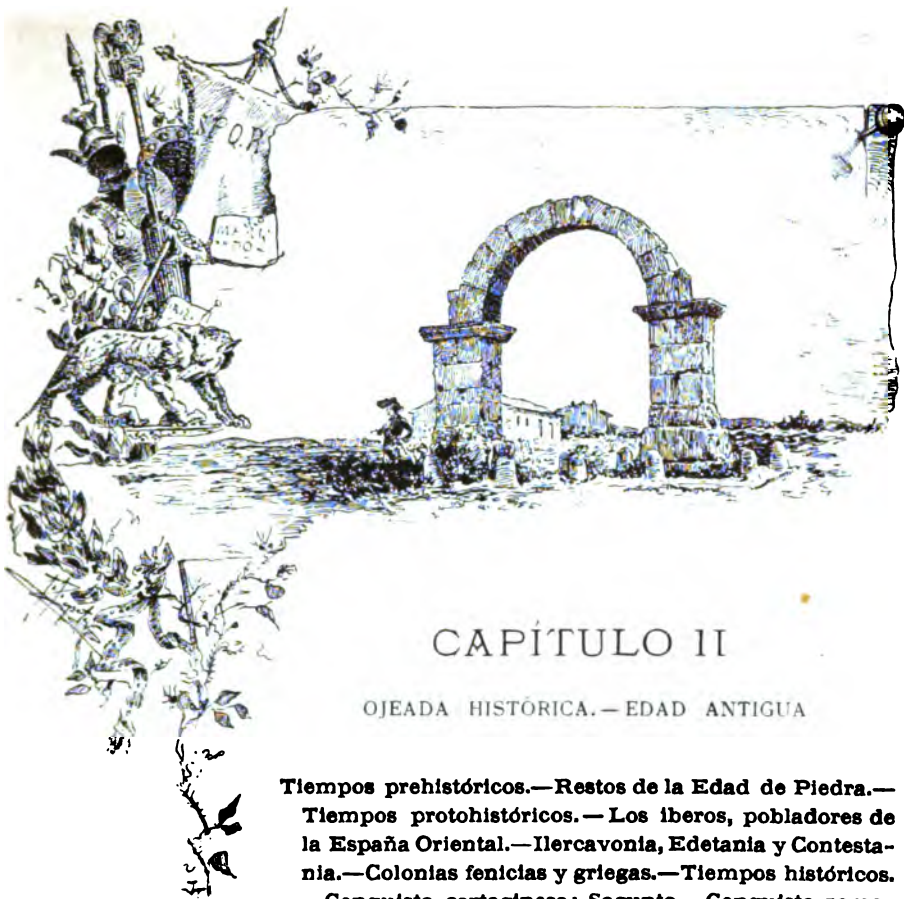 Q. R
CAPÍTULO II
OJEADA HISTÓRICA.—EDAD ANTIGUA
Tiempos prehistóricos.—Restos de la Edad de Piedra.—
Tiempos protohistóricos.—Los iberos, pobladores de
la España Oriental.—Ilercavonia, Edetania y Contesta-
nia.—Colonias fenicias y griegas.—Tiempos históricos.